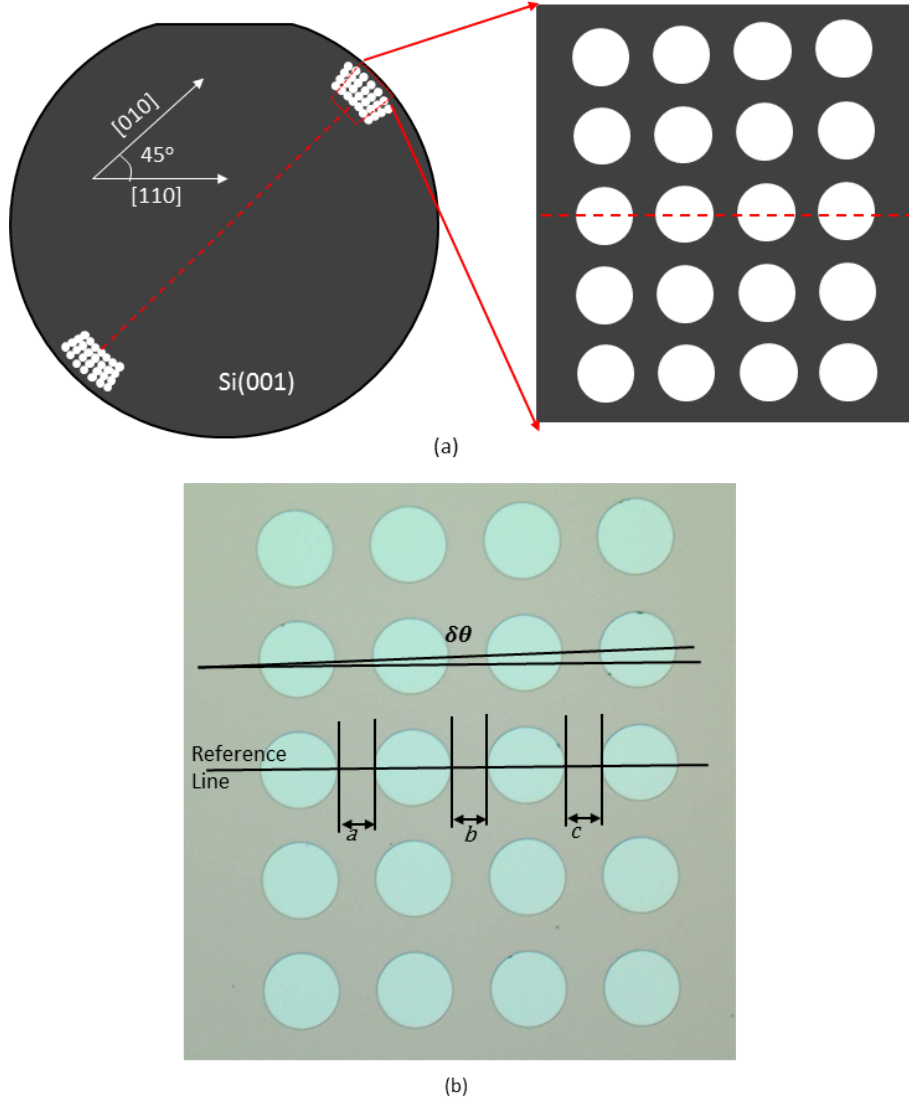 [010]
45°
[110]
Si(001)
(a)
δθ
Reference
Line
a
b
c
(b)